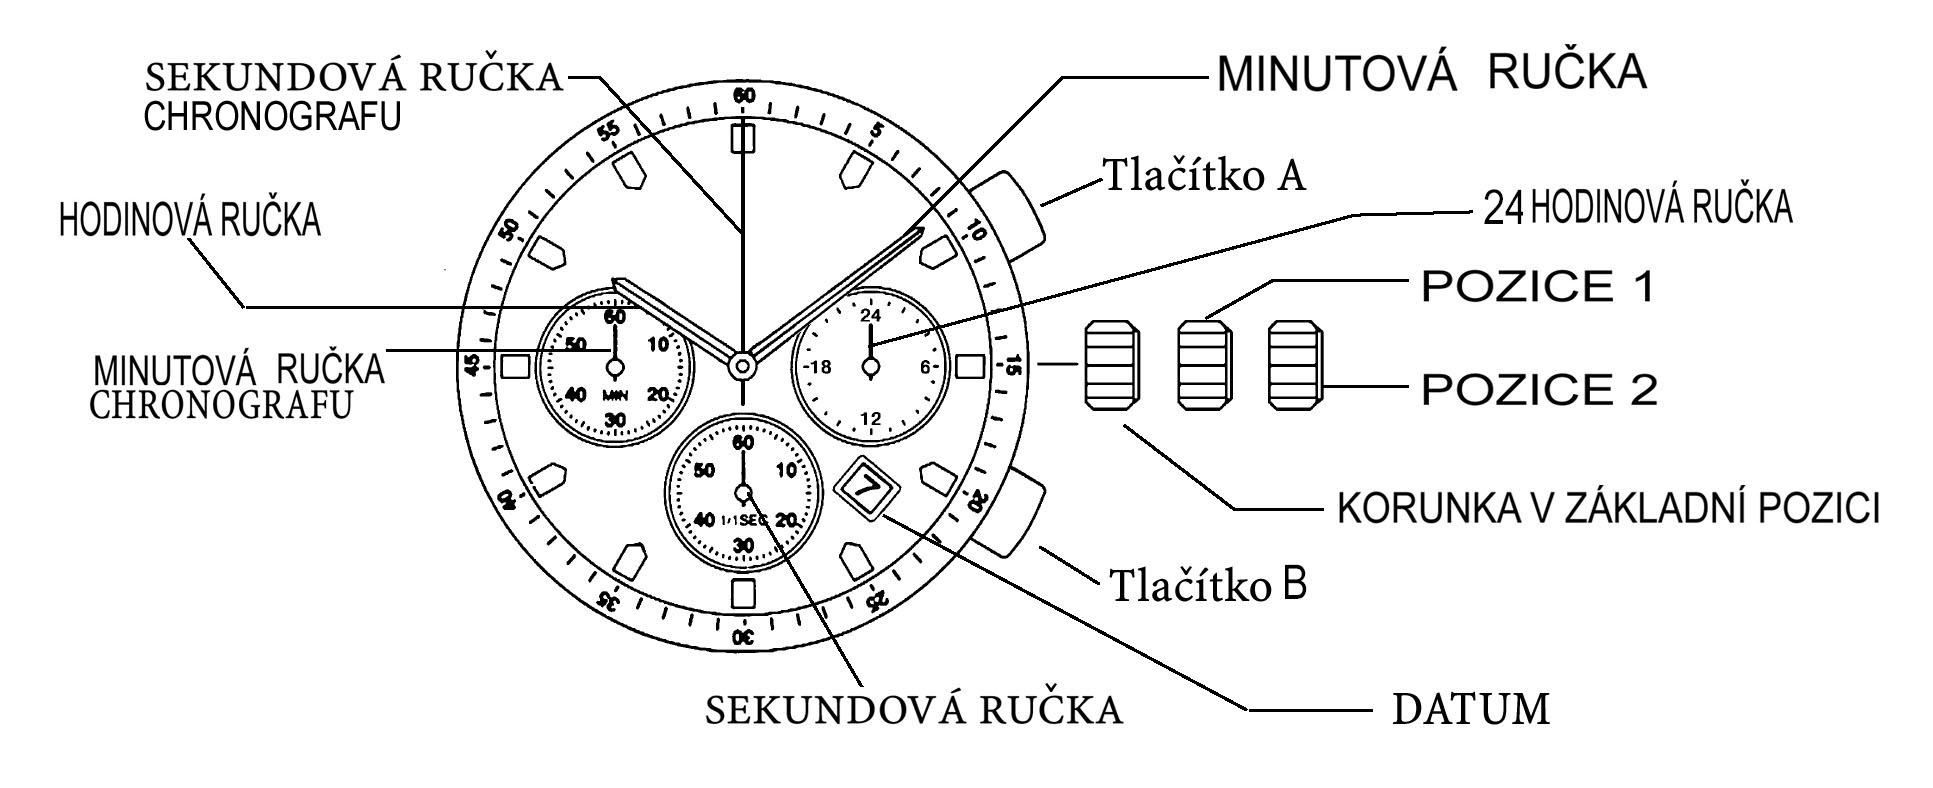 SEKUNDOVÁ RUČKA
CHRONOGRAFU
MINUTOVÁ RUČKA
Tlačítko A
24 HODINOVÁ RUČKA
HODINOVÁ RUČKA
POZICE 1
MINUTOVÁ RUČKA
CHRONOGRAFU
POZICE 2
KORUNKA V ZÁKLADNÍ POZICI
Tlačítko B
SEKUNDOVÁ RUČKA
DATUM
60
5
10
15
20
25
30
35
40
45
50
55
60
10
20
30
40
50
MIN
24
6
12
18
60
10
20
30
40
50
1/1SEC
7